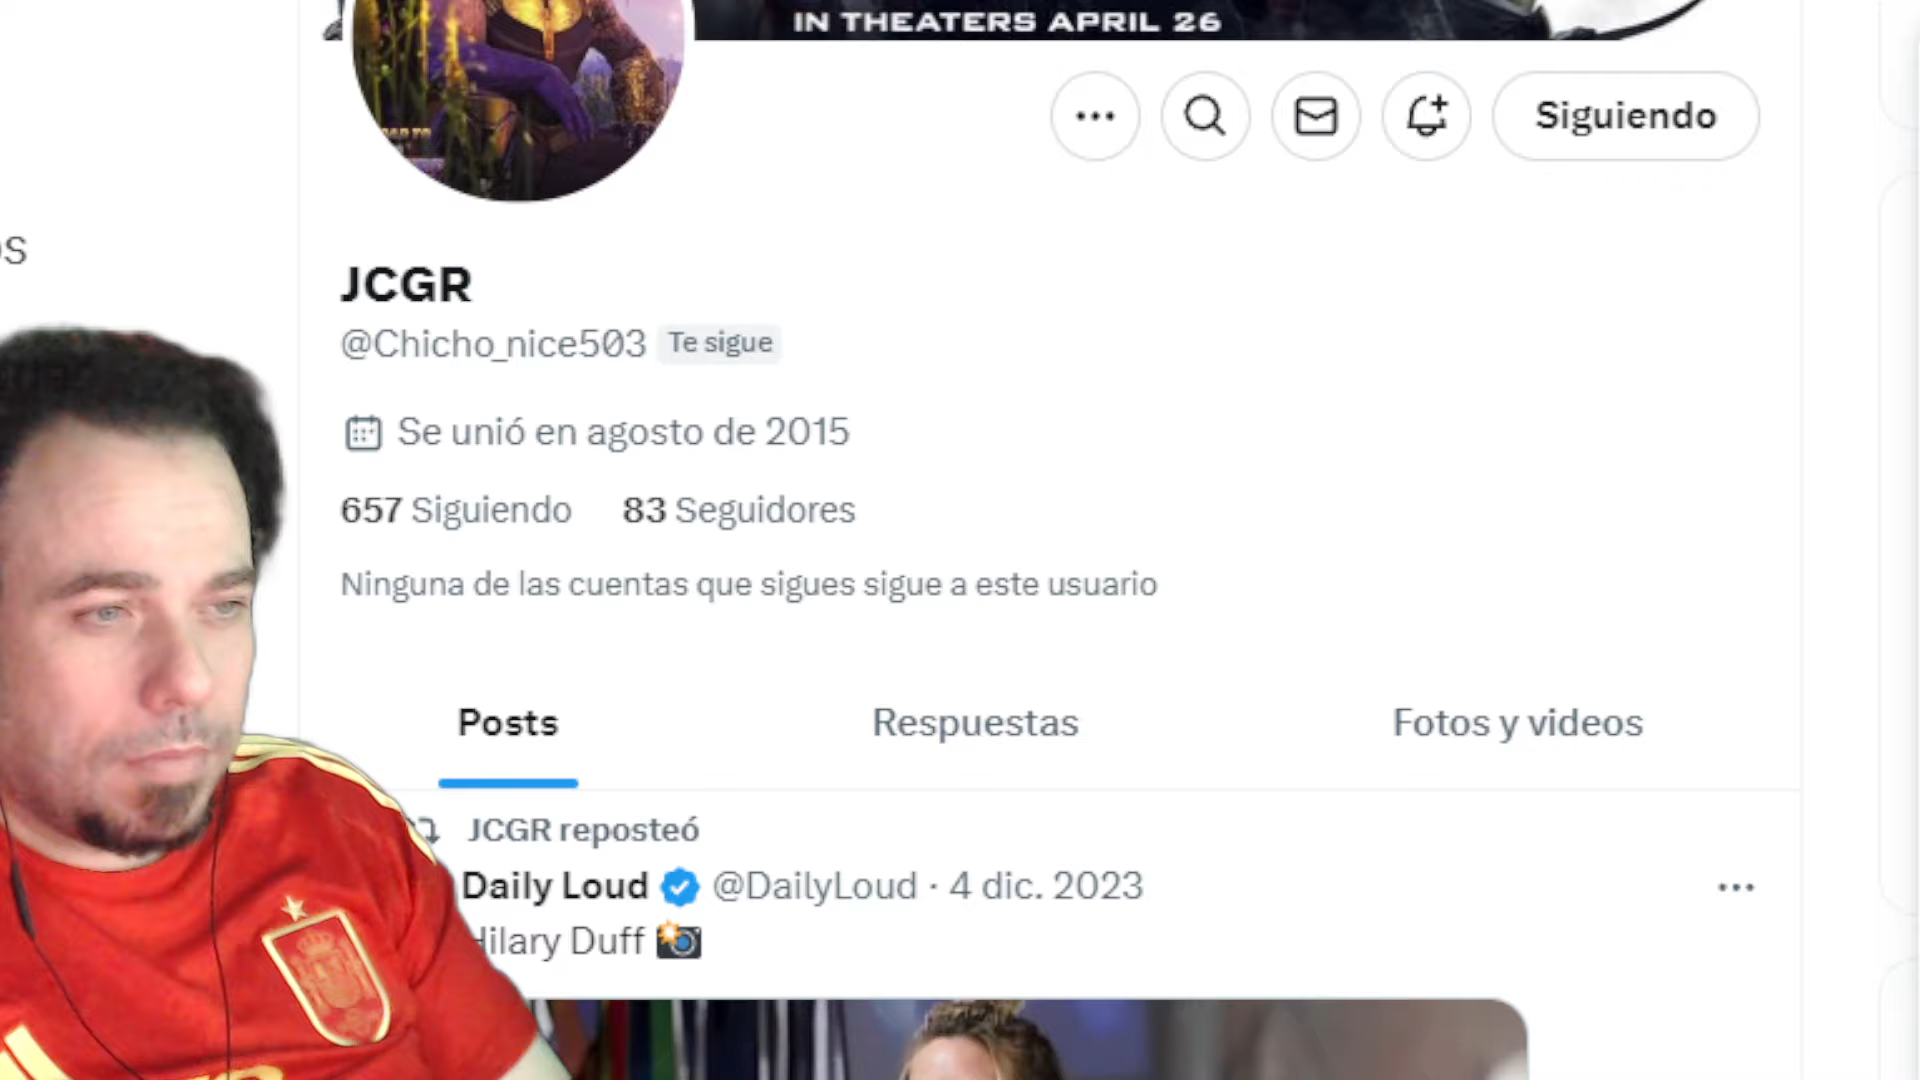 IN THEATERS APRIL 26
Siguiendo
JCGR
@Chicho_nice503 Te sigue
Se unió en agosto de 2015
657 Siguiendo 83 Seguidores
Ninguna de las cuentas que sigues sigue a este usuario
Posts Respuestas Fotos y videos
JCGR reposteó
Daily Loud @DailyLoud · 4 dic. 2023
Hilary Duff